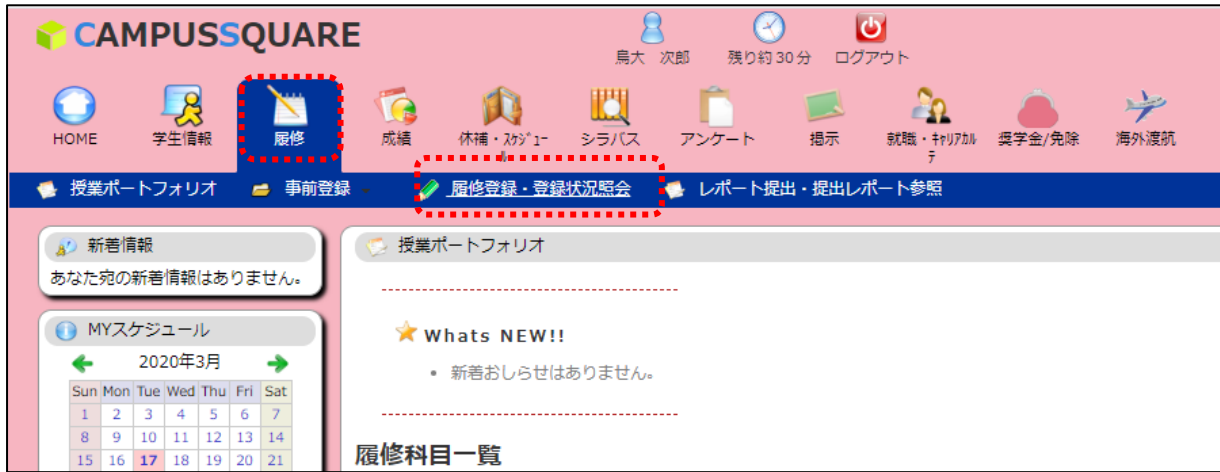 CAMPUSSQUARE
鳥大 次郎 残り約30分 ログアウト
HOME 学生情報 履修 成績 休補・ｽｹｼﾞｭｰﾙ シラバス アンケート 掲示 就職・ｷｬﾘｱｶﾙﾃ 奨学金/免除 海外渡航
授業ポートフォリオ 事前登録 履修登録・登録状況照会 レポート提出・提出レポート参照
新着情報
あなた宛の新着情報はありません。
MYスケジュール
2020年3月
Sun Mon Tue Wed Thu Fri Sat
1 2 3 4 5 6 7
8 9 10 11 12 13 14
15 16 17 18 19 20 21
授業ポートフォリオ
Whats NEW!!
• 新着おしらせはありません。
履修科目一覧